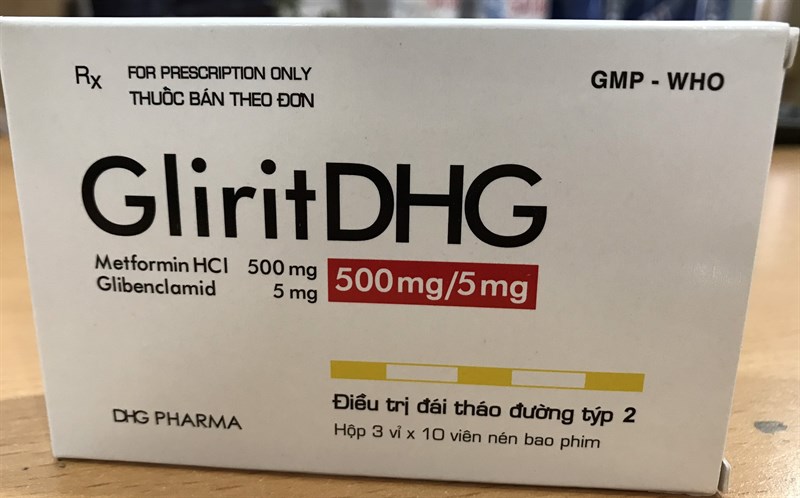 Rx FOR PRESCRIPTION ONLY
THUỐC BÁN THEO ĐƠN
GMP - WHO
GliritDHG
Metformin HCl 500 mg
Glibenclamid 5 mg
500mg/5mg
Điều trị đái tháo đường týp 2
Hộp 3 vỉ x 10 viên nén bao phim
DHG PHARMA